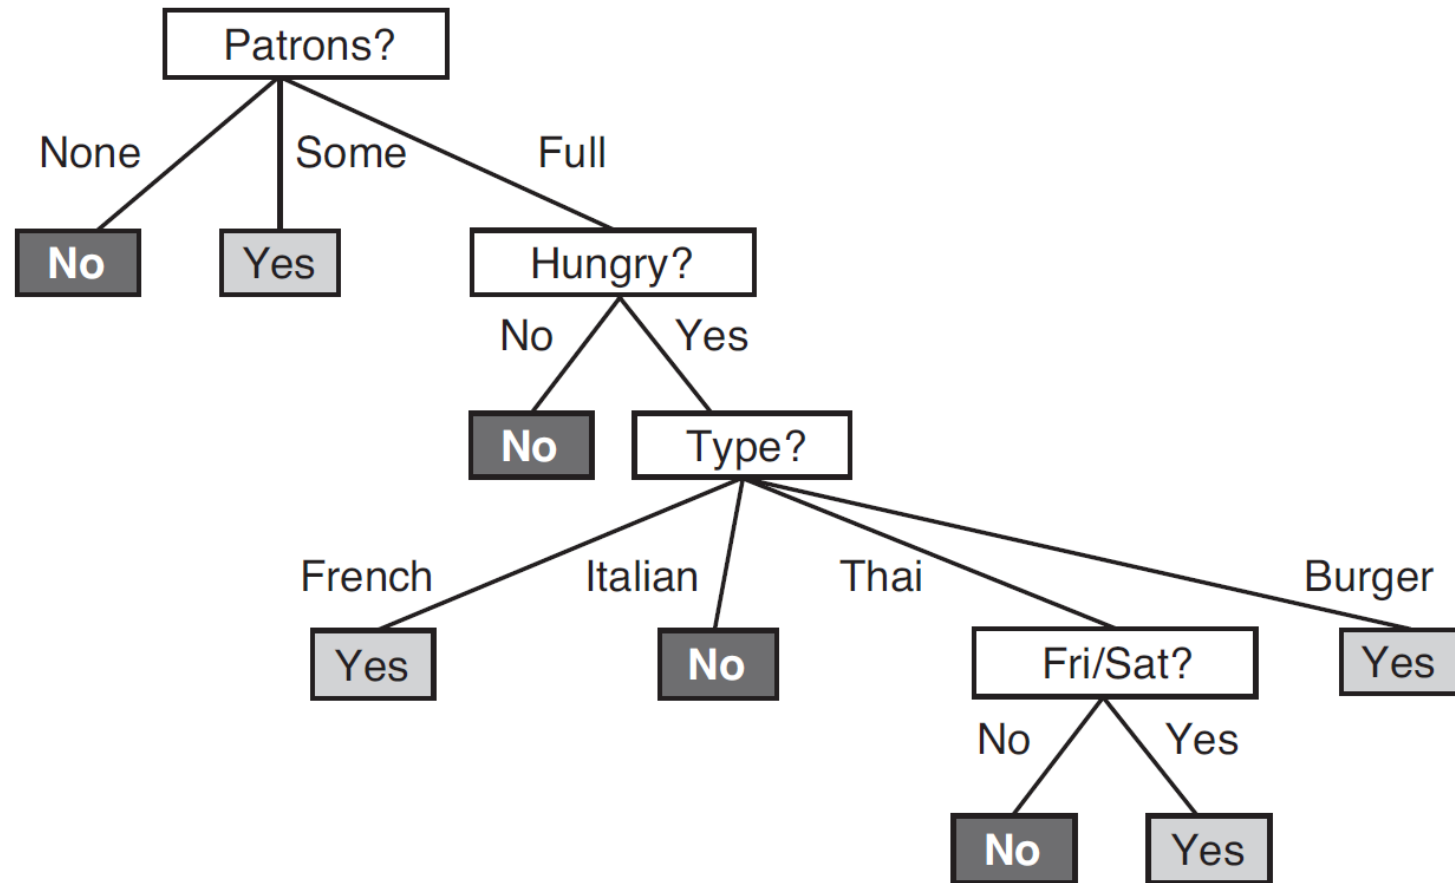 Patrons?
None Some Full
No Yes Hungry?
No Yes
No Type?
French Italian Thai Burger
Yes No Fri/Sat? Yes
No Yes
No Yes